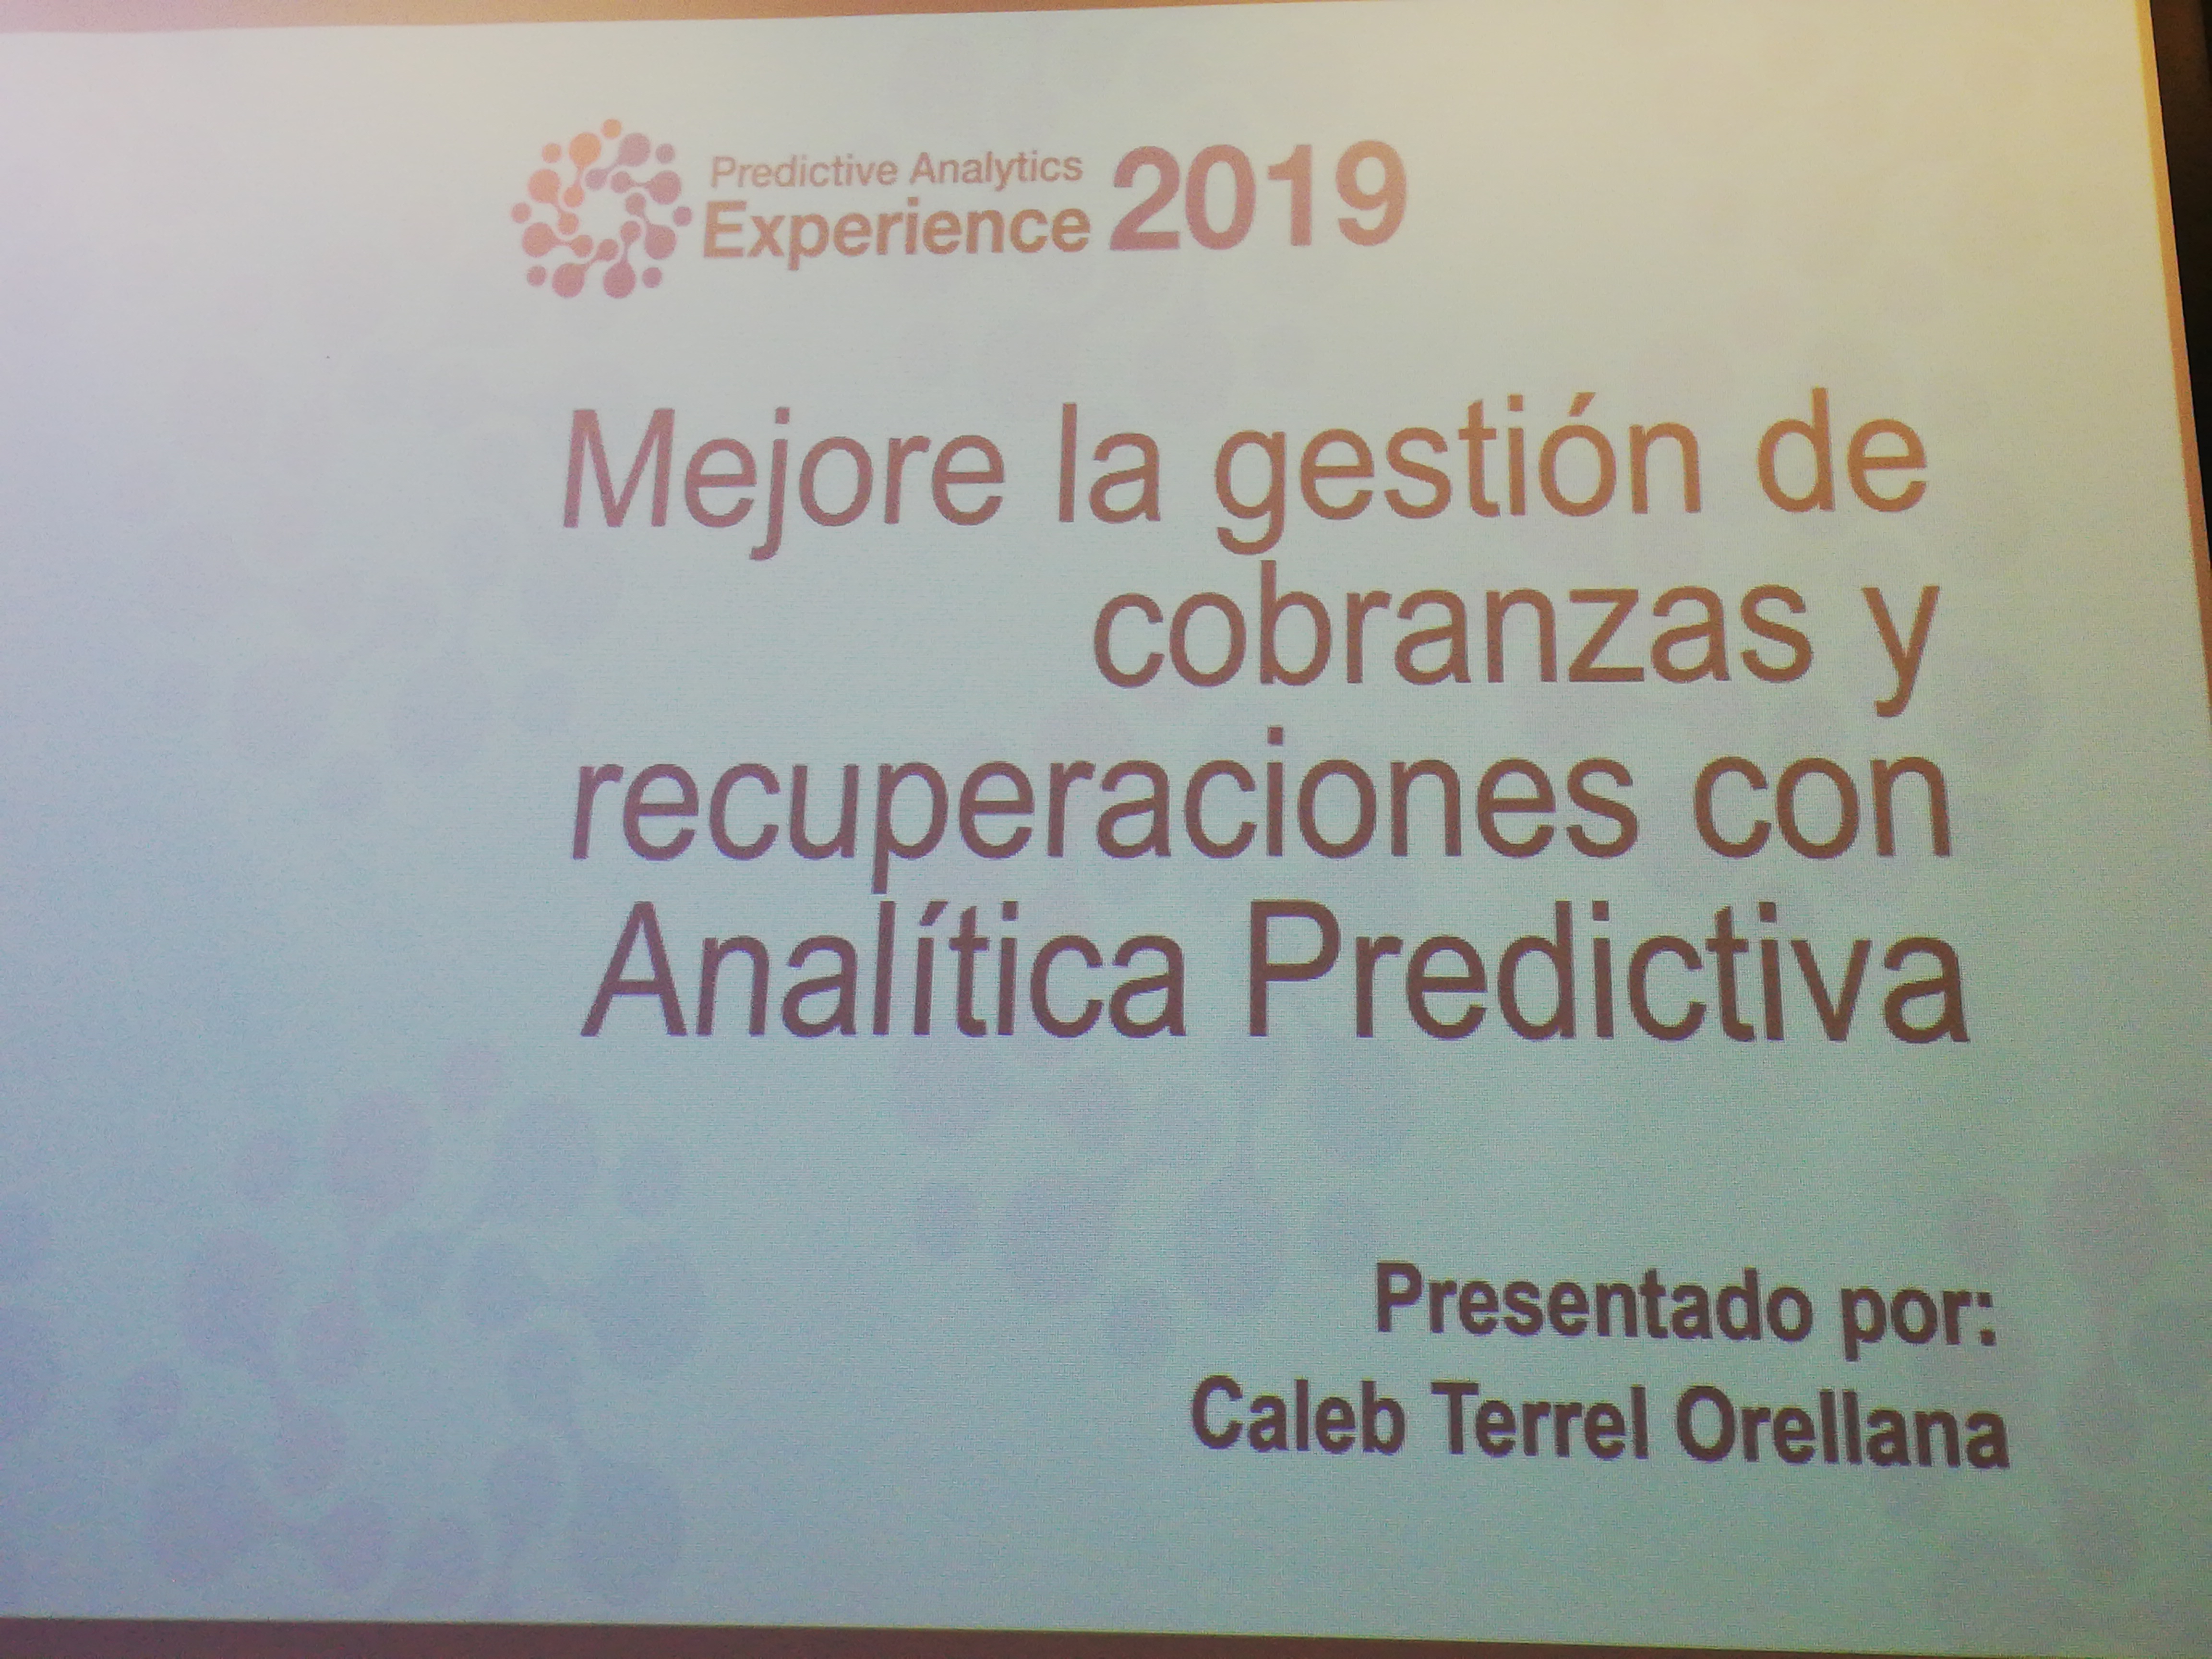 Predictive Analytics
Experience 2019
Mejore la gestión de
cobranzas y
recuperaciones con
Analítica Predictiva
Presentado por:
Caleb Terrel Orellana